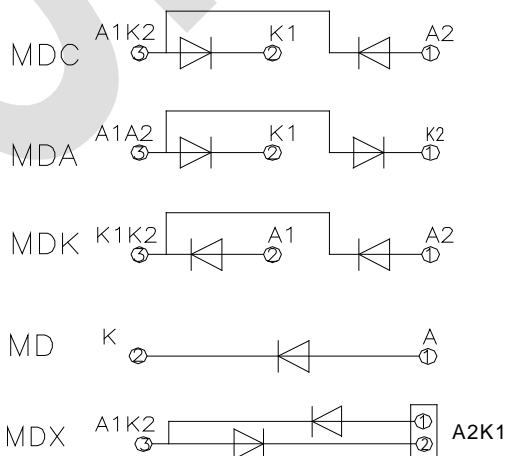 A1K2 K1 A2
MDC 3 2 1
A1A2 K1 K2
MDA 3 2 1
K1K2 A1 A2
MDK 3 2 1
K A
MD 2 1
A1K2 1 A2K1
MDX 3 2